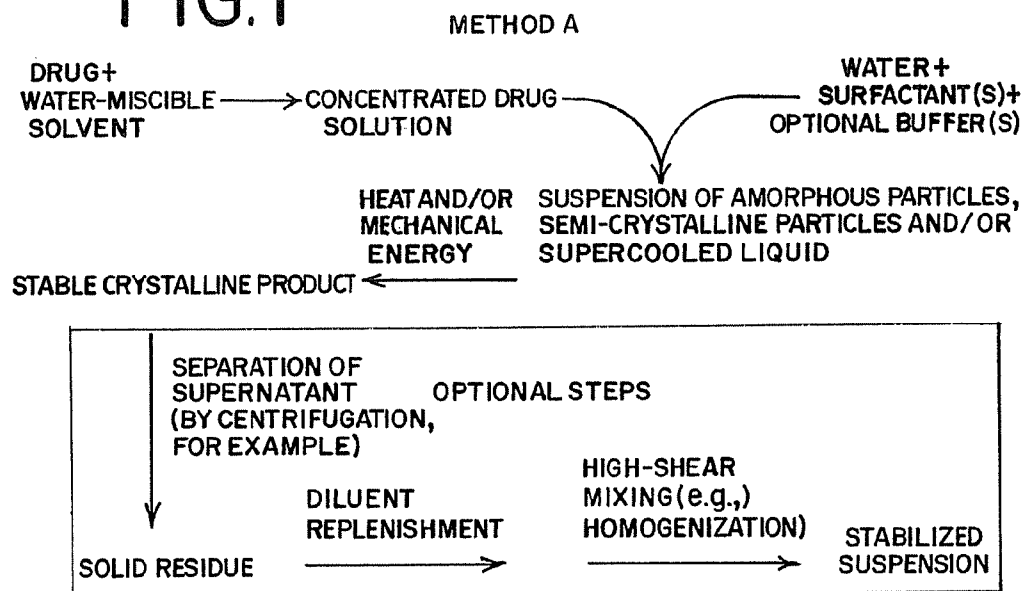 FIG.1
METHOD A
DRUG+
WATER-MISCIBLE
SOLVENT
CONCENTRATED DRUG
SOLUTION
WATER+
SURFACTANT(S)+
OPTIONAL BUFFER(S)
HEAT AND/OR
MECHANICAL
ENERGY
SUSPENSION OF AMORPHOUS PARTICLES,
SEMI-CRYSTALLINE PARTICLES AND/OR
SUPERCOOLED LIQUID
STABLE CRYSTALLINE PRODUCT
SEPARATION OF
SUPERNATANT
(BY CENTRIFUGATION,
FOR EXAMPLE)
OPTIONAL STEPS
SOLID RESIDUE
DILUENT
REPLENISHMENT
HIGH-SHEAR
MIXING(e.g.,)
HOMOGENIZATION)
STABILIZED
SUSPENSION